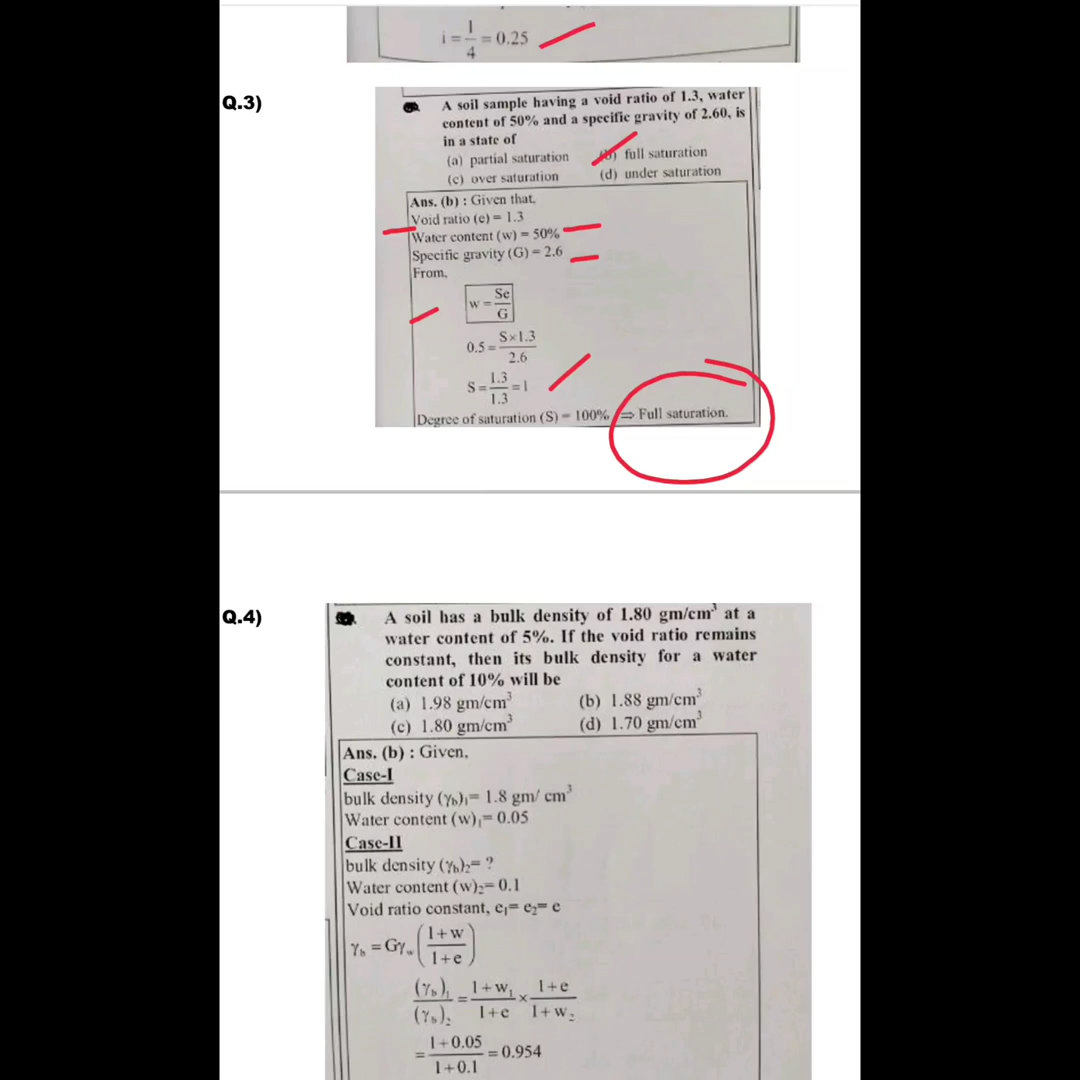 i = 1/4 = 0.25
Q.3)
A soil sample having a void ratio of 1.3, water
content of 50% and a specific gravity of 2.60, is
in a state of
(a) partial saturation (b) full saturation
(c) over saturation (d) under saturation
Ans. (b) : Given that,
Void ratio (e) = 1.3
Water content (w) = 50%
Specific gravity (G) = 2.6
From,
w = Se/G
0.5 = S×1.3/2.6
S = 1.3/1.3 = 1
Degree of saturation (S) = 100% ⇒ Full saturation.
Q.4)
A soil has a bulk density of 1.80 gm/cm³ at a
water content of 5%. If the void ratio remains
constant, then its bulk density for a water
content of 10% will be
(a) 1.98 gm/cm³ (b) 1.88 gm/cm³
(c) 1.80 gm/cm³ (d) 1.70 gm/cm³
Ans. (b) : Given,
Case-I
bulk density (γb)₁= 1.8 gm/ cm³
Water content (w)₁= 0.05
Case-II
bulk density (γb)₂= ?
Water content (w)₂= 0.1
Void ratio constant, e₁= e₂= e
γb = Gγw (1+w/1+e)
(γb)₁/(γb)₂ = 1+w₁/1+e × 1+e/1+w₂
= 1+0.05/1+0.1 = 0.954